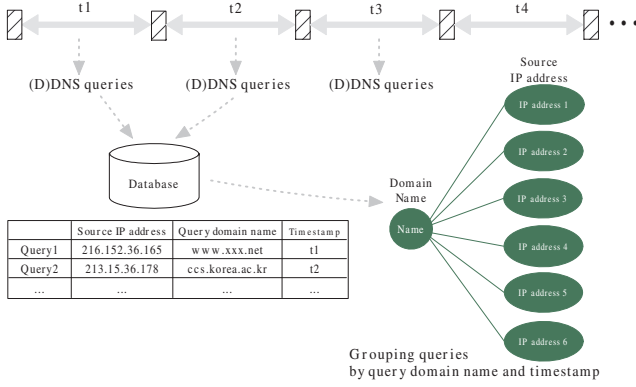 t1 t2 t3 t4
(D)DNS queries (D)DNS queries (D)DNS queries
Source
IP address
IP address 1
IP address 2
IP address 3
IP address 4
IP address 5
IP address 6
Database
Domain
Name
Name
Source IP address Query domain name Timestamp
Query1 216.152.36.165 www.xxx.net t1
Query2 213.15.36.178 ccs.korea.ac.kr t2
... ... ... ...
Grouping queries
by query domain name and timestamp